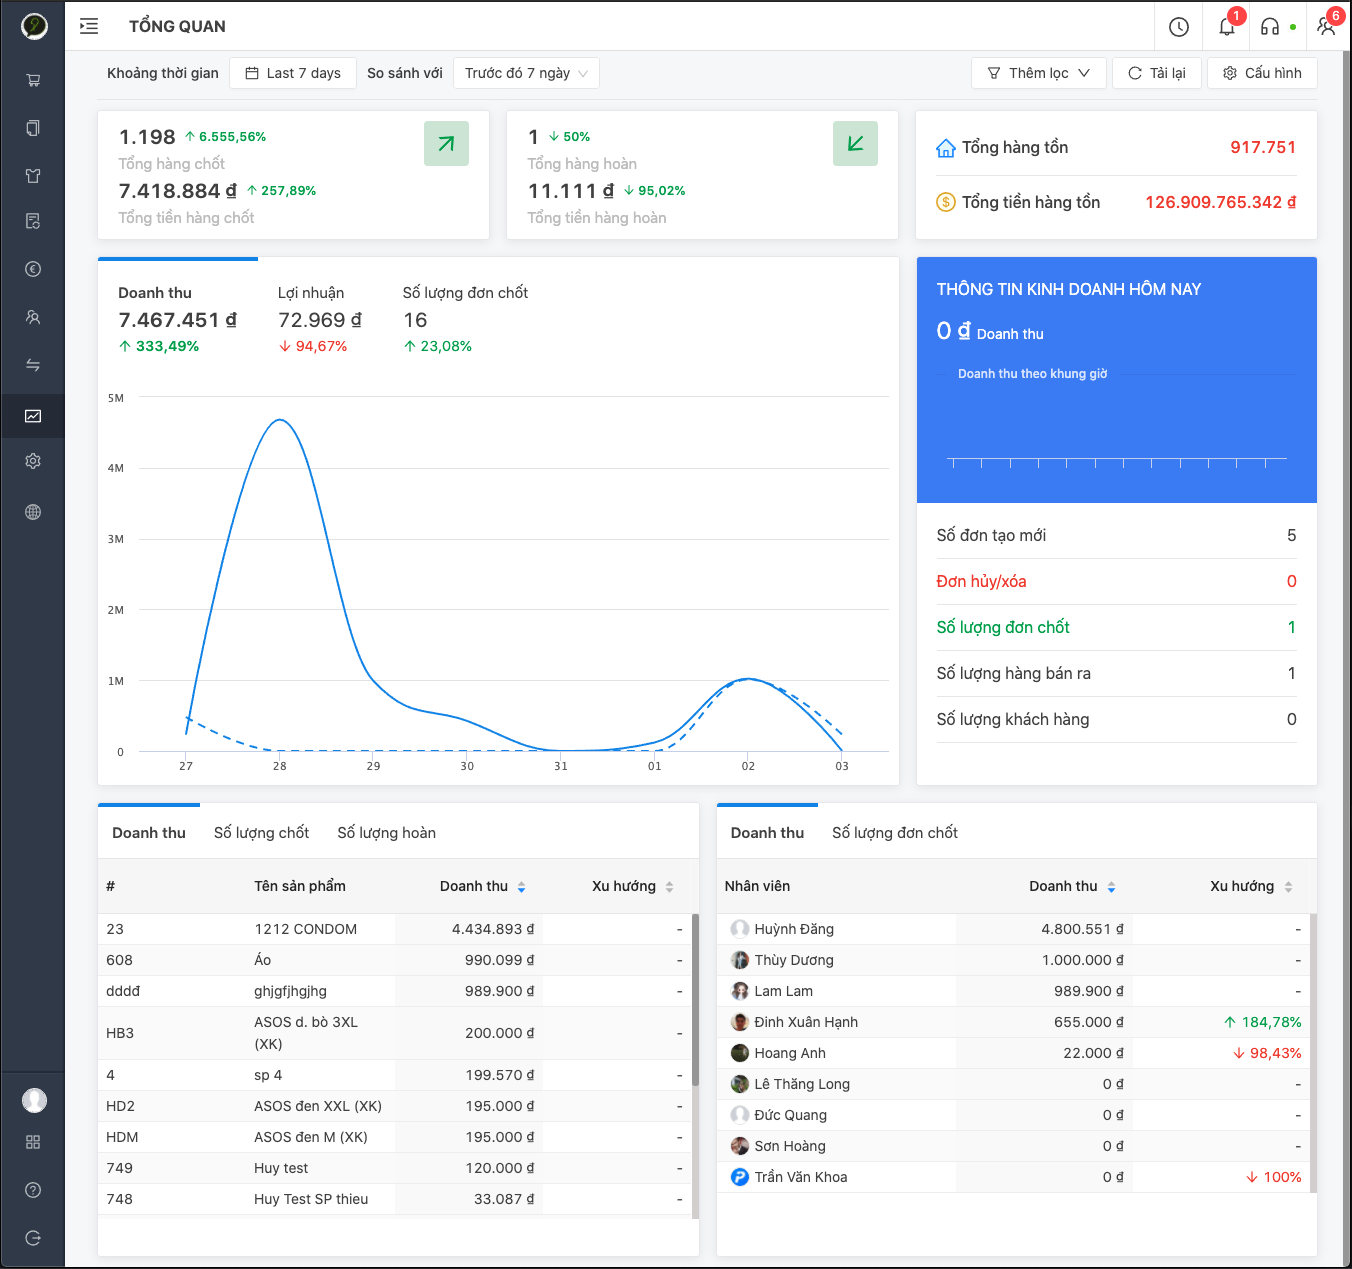 TỔNG QUAN
1
6
Khoảng thời gian
Last 7 days
So sánh với
Trước đó 7 ngày
Thêm lọc
Tải lại
Cấu hình
1.198 ↑ 6.555,56%
Tổng hàng chốt
7.418.884 ₫ ↑ 257,89%
Tổng tiền hàng chốt
1 ↓ 50%
Tổng hàng hoàn
11.111 ₫ ↓ 95,02%
Tổng tiền hàng hoàn
Tổng hàng tồn 917.751
Tổng tiền hàng tồn 126.909.765.342 ₫
Doanh thu
7.467.451 ₫
↑ 333,49%
Lợi nhuận
72.969 ₫
↓ 94,67%
Số lượng đơn chốt
16
↑ 23,08%
5M
4M
3M
2M
1M
0
27 28 29 30 31 01 02 03
THÔNG TIN KINH DOANH HÔM NAY
0 ₫ Doanh thu
Doanh thu theo khung giờ
Số đơn tạo mới 5
Đơn hủy/xóa 0
Số lượng đơn chốt 1
Số lượng hàng bán ra 1
Số lượng khách hàng 0
Doanh thu Số lượng chốt Số lượng hoàn
# Tên sản phẩm Doanh thu Xu hướng
23 1212 CONDOM 4.434.893 ₫ -
608 Áo 990.099 ₫ -
dddđ ghjgfjhgjhg 989.900 ₫ -
HB3 ASOS d. bò 3XL (XK) 200.000 ₫ -
4 sp 4 199.570 ₫ -
HD2 ASOS đen XXL (XK) 195.000 ₫ -
HDM ASOS đen M (XK) 195.000 ₫ -
749 Huy test 120.000 ₫ -
748 Huy Test SP thieu 33.087 ₫ -
Doanh thu Số lượng đơn chốt
Nhân viên Doanh thu Xu hướng
Huỳnh Đăng 4.800.551 ₫ -
Thùy Dương 1.000.000 ₫ -
Lam Lam 989.900 ₫ -
Đinh Xuân Hạnh 655.000 ₫ ↑ 184,78%
Hoang Anh 22.000 ₫ ↓ 98,43%
Lê Thăng Long 0 ₫ -
Đức Quang 0 ₫ -
Sơn Hoàng 0 ₫ -
Trần Văn Khoa 0 ₫ ↓ 100%